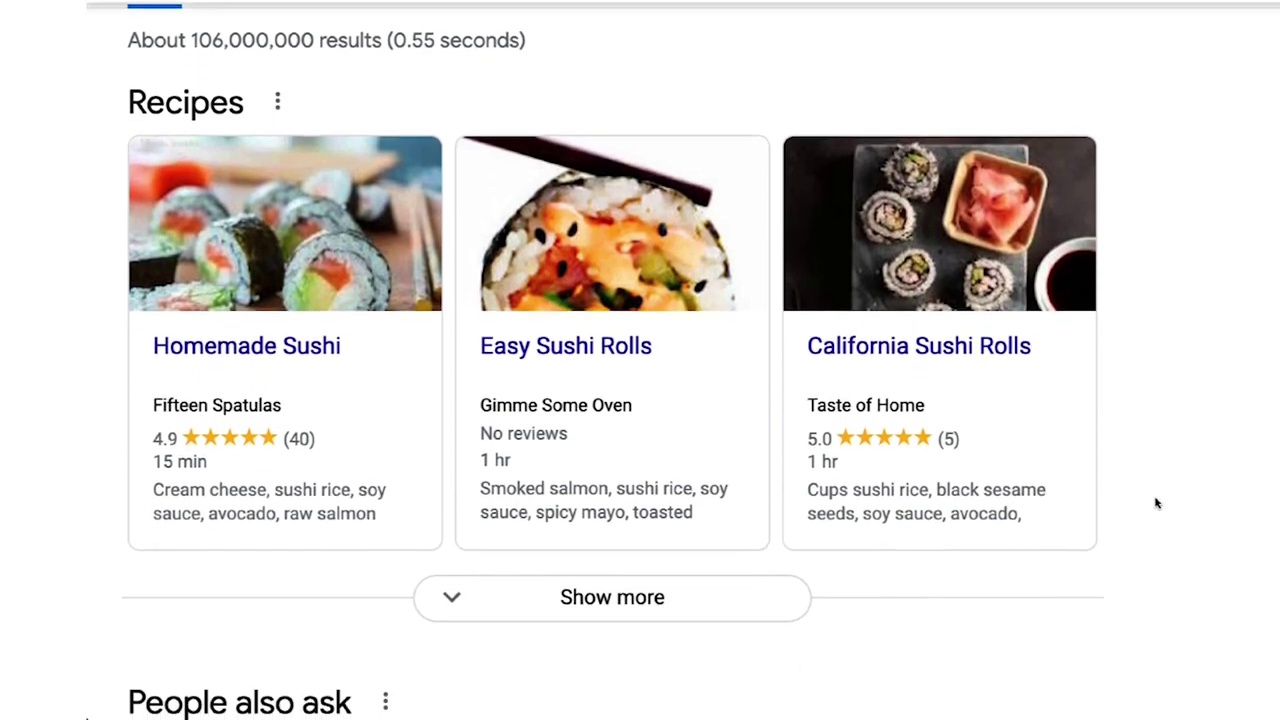 About 106,000,000 results (0.55 seconds)
Recipes
Homemade Sushi
Fifteen Spatulas
4.9 ★★★★★ (40)
15 min
Cream cheese, sushi rice, soy
sauce, avocado, raw salmon
Easy Sushi Rolls
Gimme Some Oven
No reviews
1 hr
Smoked salmon, sushi rice, soy
sauce, spicy mayo, toasted
California Sushi Rolls
Taste of Home
5.0 ★★★★★ (5)
1 hr
Cups sushi rice, black sesame
seeds, soy sauce, avocado,
Show more
People also ask